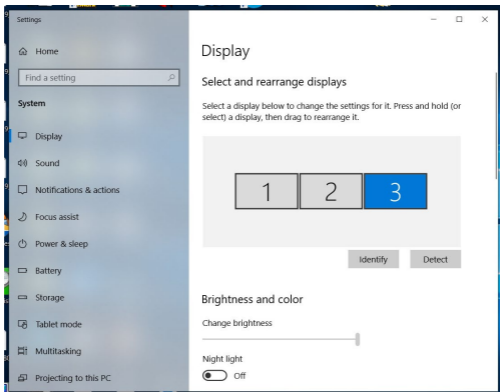 Settings
Home
Find a setting
System
Display
Sound
Notifications & actions
Focus assist
Power & sleep
Battery
Storage
Tablet mode
Multitasking
Projecting to this PC
Display
Select and rearrange displays
Select a display below to change the settings for it. Press and hold (or
select) a display, then drag to rearrange it.
1 2 3
Identify Detect
Brightness and color
Change brightness
Night light
Off